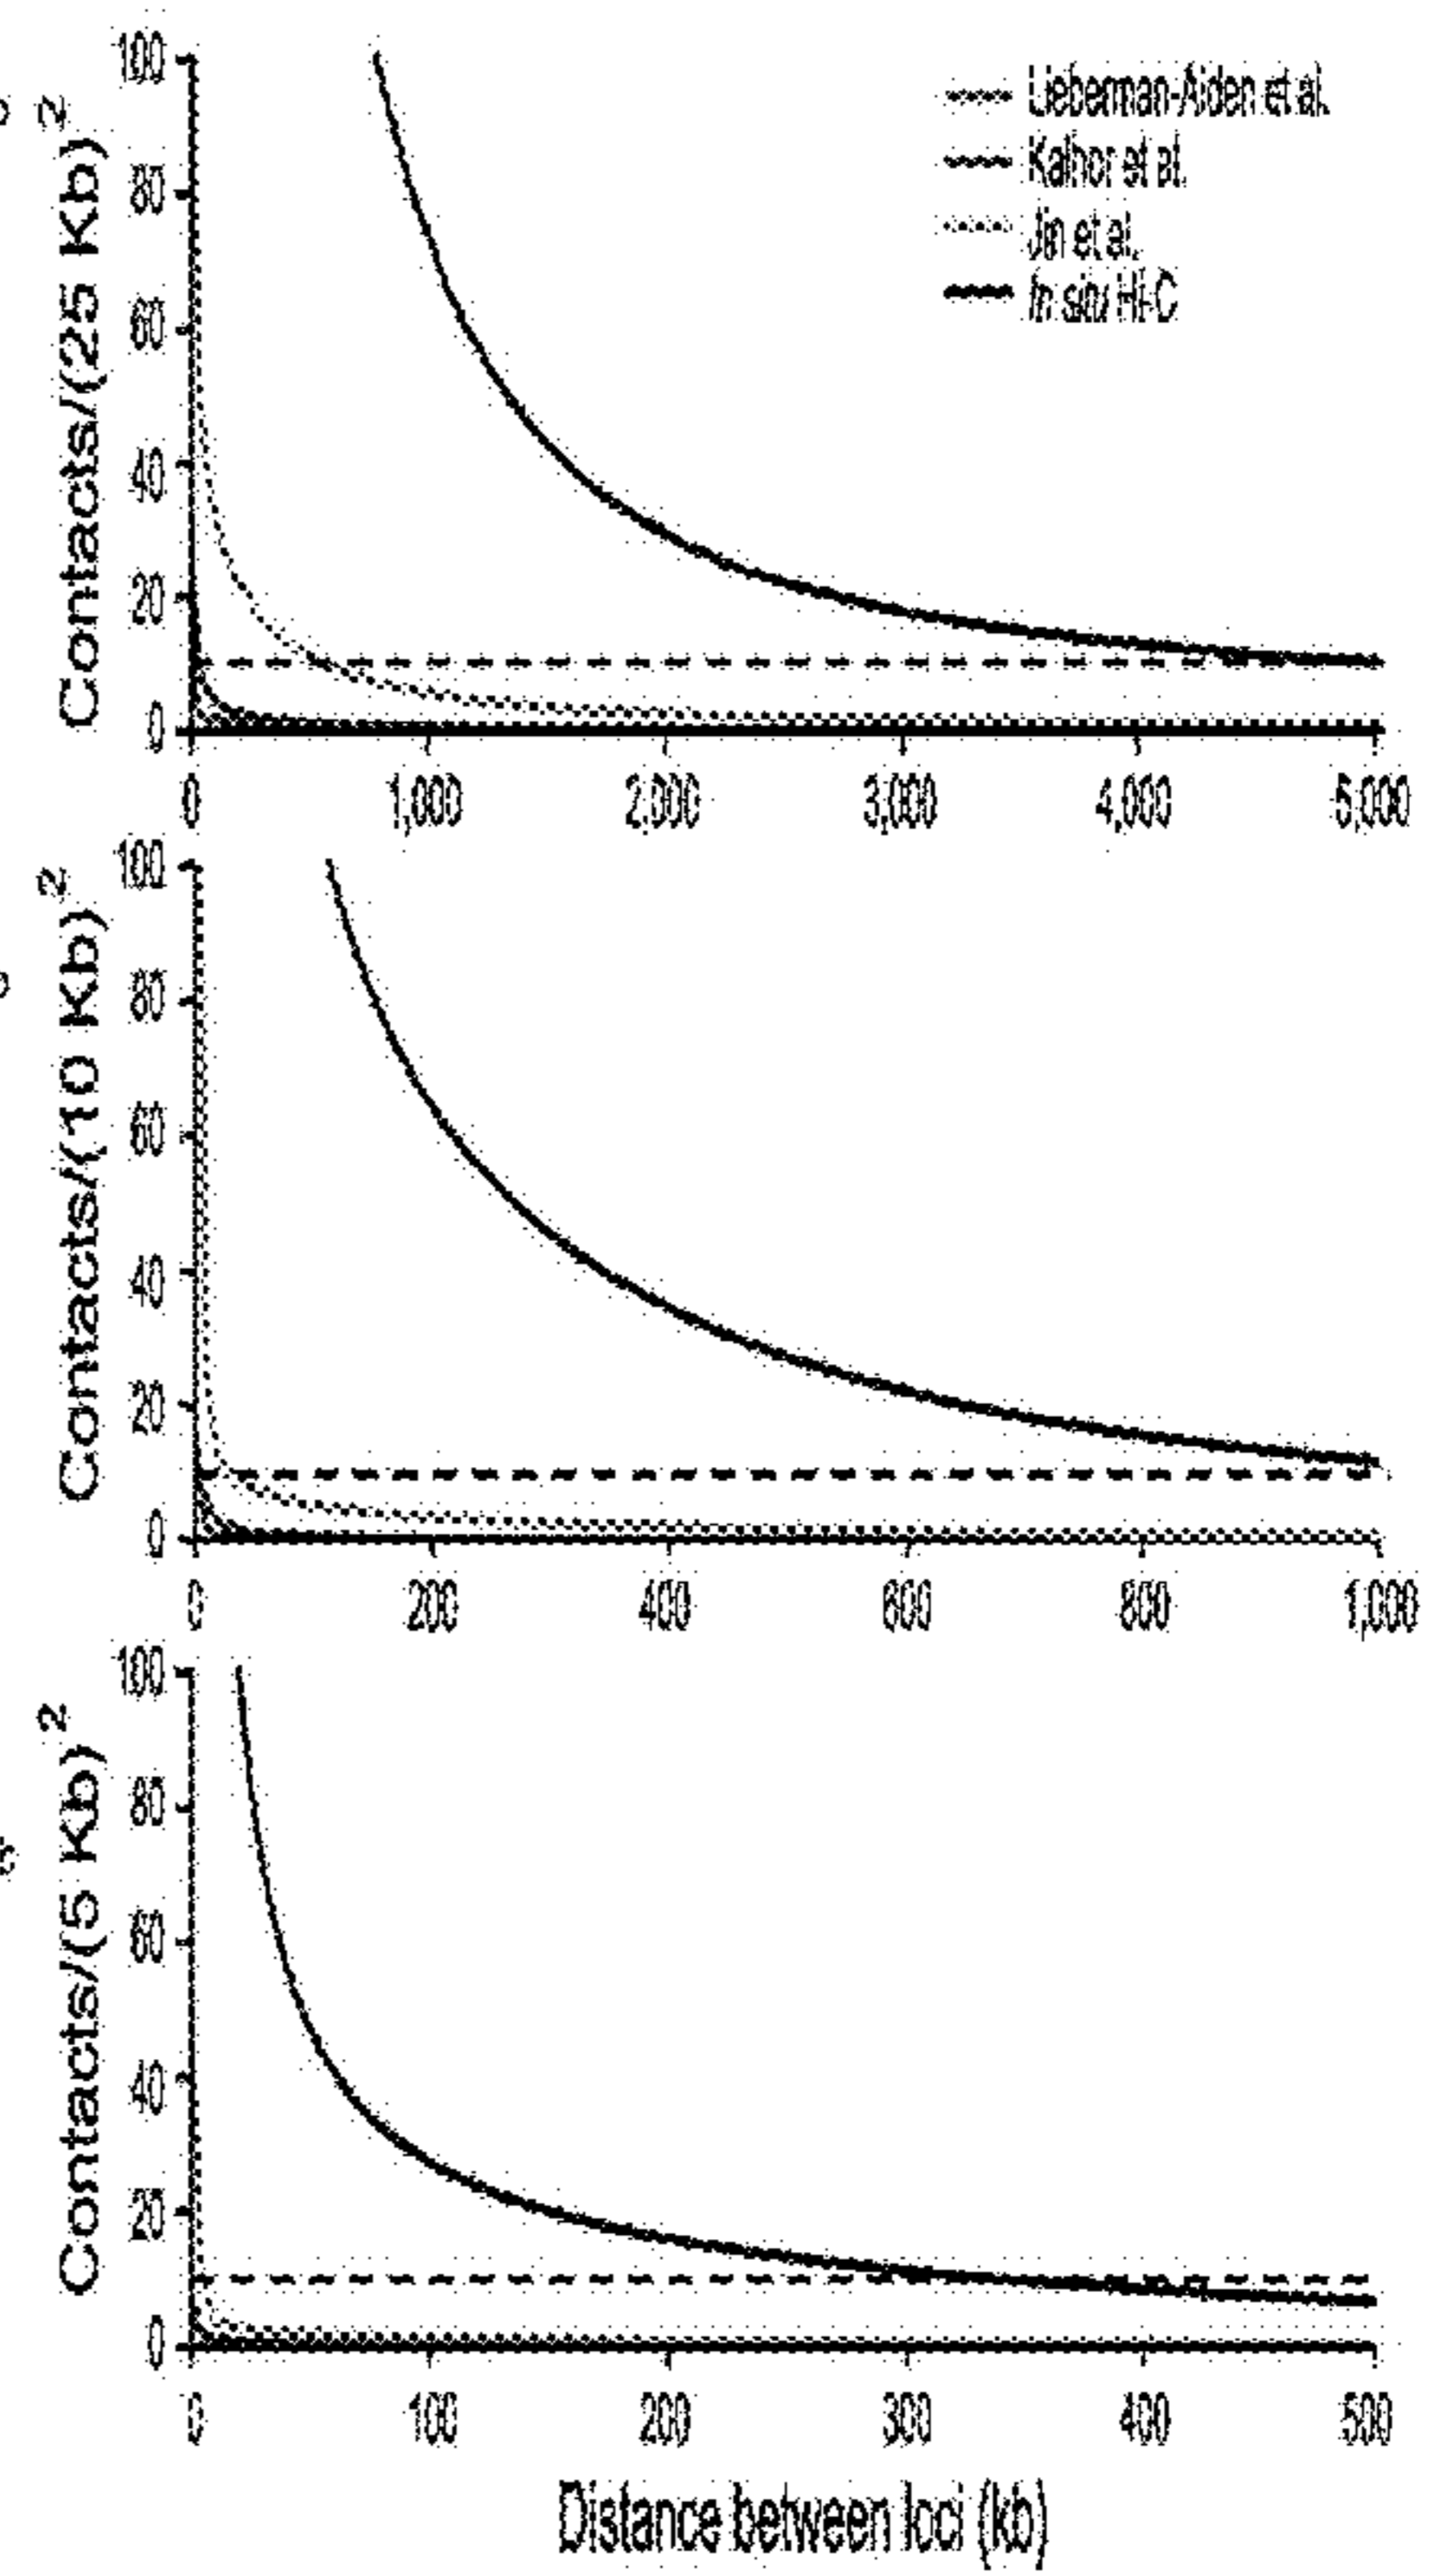 Contacts/(25 Kb)²
100
80
60
40
20
0
Lieberman-Aiden et al.
Kalhor et al.
Jin et al.
In situ Hi-C
0 1,000 2,000 3,000 4,000 5,000
Contacts/(10 Kb)²
100
80
60
40
20
0
0 200 400 600 800 1,000
Contacts/(5 Kb)²
100
80
60
40
20
0
0 100 200 300 400 500
Distance between loci (kb)